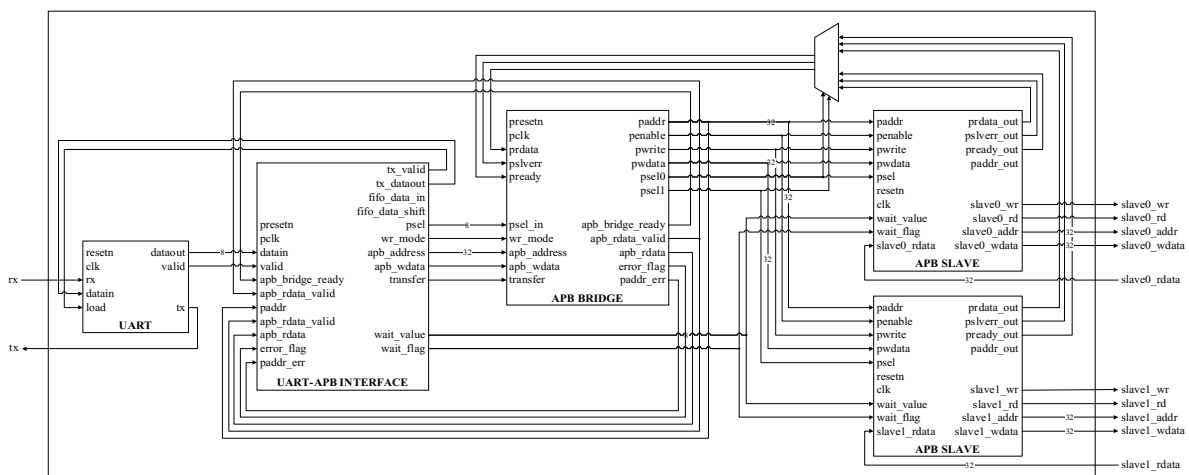 rx
tx
resetn
clk
rx
datain
load
dataout
valid
tx
UART
8
presetn
pclk
datain
valid
apb_bridge_ready
apb_rdata_valid
paddr
apb_rdata_valid
apb_rdata
error_flag
paddr_err
tx_valid
tx_dataout
fifo_data_in
fifo_data_shift
psel
wr_mode
apb_address
apb_wdata
transfer
wait_value
wait_flag
UART-APB INTERFACE
8
32
presetn
pclk
prdata
pslverr
pready
psel_in
wr_mode
apb_address
apb_wdata
transfer
paddr
penable
pwrite
pwdata
psel0
psel1
apb_bridge_ready
apb_rdata_valid
apb_rdata
error_flag
paddr_err
APB BRIDGE
32
32
32
32
paddr
penable
pwrite
pwdata
psel
resetn
clk
wait_value
wait_flag
slave0_rdata
prdata_out
pslverr_out
pready_out
paddr_out
slave0_wr
slave0_rd
slave0_addr
slave0_wdata
APB SLAVE
32
32
32
slave0_wr
slave0_rd
slave0_addr
slave0_wdata
slave0_rdata
paddr
penable
pwrite
pwdata
psel
resetn
clk
wait_value
wait_flag
slave1_rdata
prdata_out
pslverr_out
pready_out
paddr_out
slave1_wr
slave1_rd
slave1_addr
slave1_wdata
APB SLAVE
32
32
32
slave1_wr
slave1_rd
slave1_addr
slave1_wdata
slave1_rdata